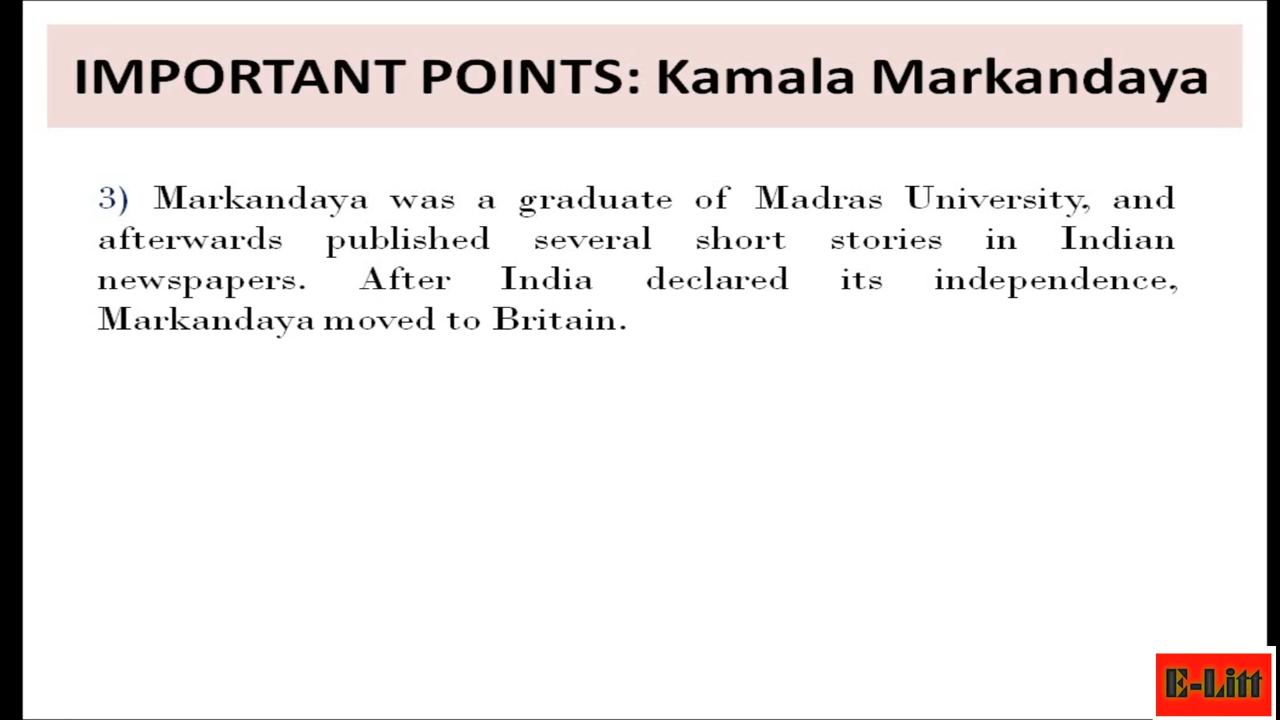 IMPORTANT POINTS: Kamala Markandaya
3) Markandaya was a graduate of Madras University, and
afterwards published several short stories in Indian
newspapers. After India declared its independence,
Markandaya moved to Britain.
E-Litt